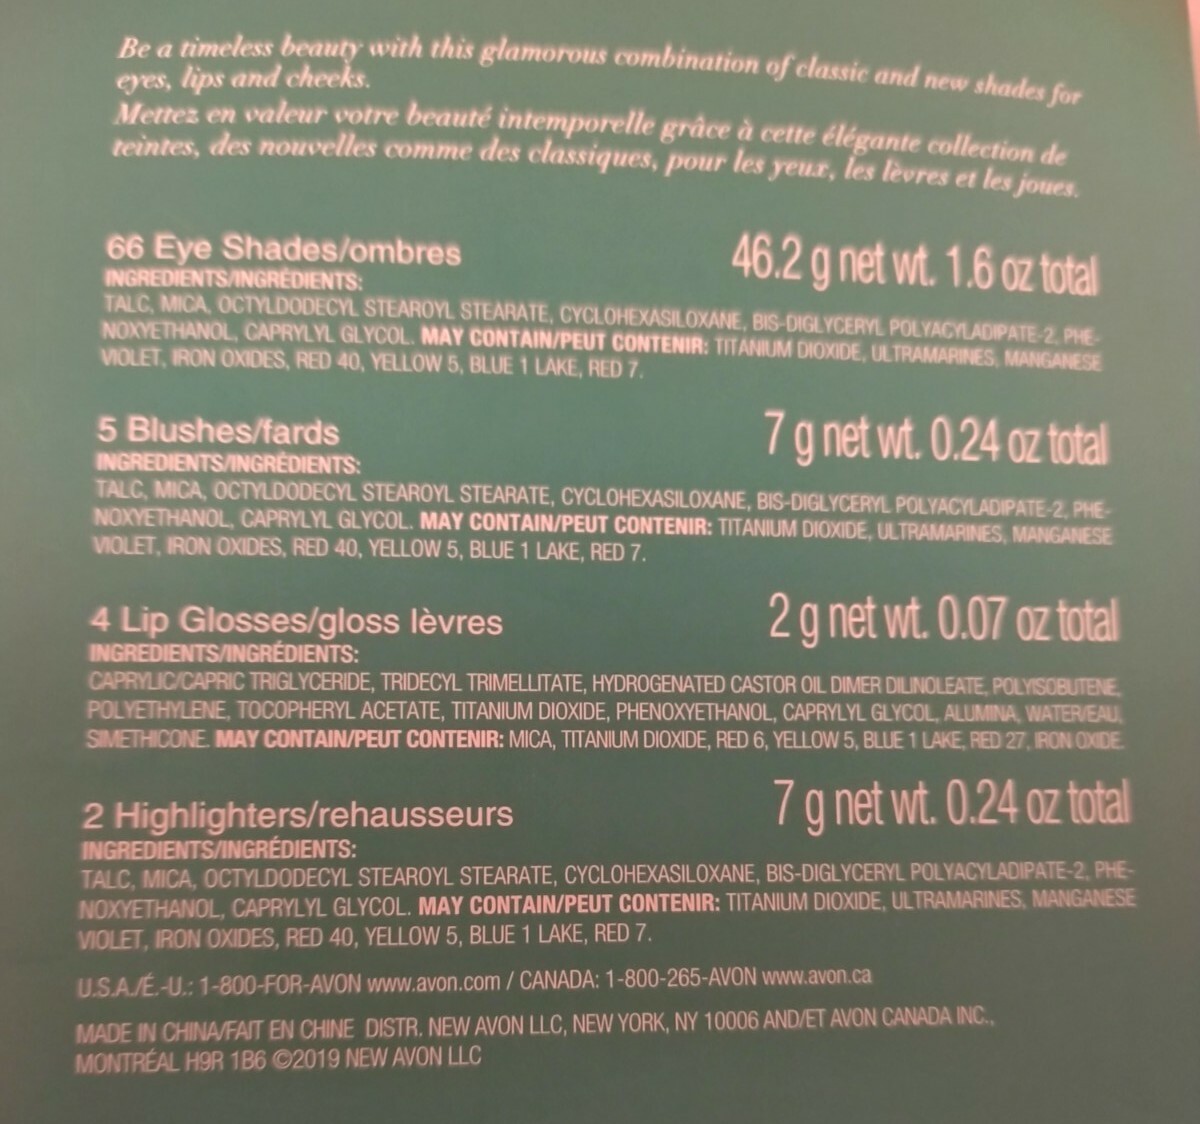 Be a timeless beauty with this glamorous combination of classic and new shades for
eyes, lips and cheeks.
Mettez en valeur votre beauté intemporelle grâce à cette élégante collection de
teintes, des nouvelles comme des classiques, pour les yeux, les lèvres et les joues.
66 Eye Shades/ombres 46.2 g net wt. 1.6 oz total
INGREDIENTS/INGRÉDIENTS:
TALC, MICA, OCTYLDODECYL STEAROYL STEARATE, CYCLOHEXASILOXANE, BIS-DIGLYCERYL POLYACYLADIPATE-2, PHE-
NOXYETHANOL, CAPRYLYL GLYCOL. MAY CONTAIN/PEUT CONTENIR: TITANIUM DIOXIDE, ULTRAMARINES, MANGANESE
VIOLET, IRON OXIDES, RED 40, YELLOW 5, BLUE 1 LAKE, RED 7.
5 Blushes/fards 7 g net wt. 0.24 oz total
INGREDIENTS/INGRÉDIENTS:
TALC, MICA, OCTYLDODECYL STEAROYL STEARATE, CYCLOHEXASILOXANE, BIS-DIGLYCERYL POLYACYLADIPATE-2, PHE-
NOXYETHANOL, CAPRYLYL GLYCOL. MAY CONTAIN/PEUT CONTENIR: TITANIUM DIOXIDE, ULTRAMARINES, MANGANESE
VIOLET, IRON OXIDES, RED 40, YELLOW 5, BLUE 1 LAKE, RED 7.
4 Lip Glosses/gloss lèvres 2 g net wt. 0.07 oz total
INGREDIENTS/INGRÉDIENTS:
CAPRYLIC/CAPRIC TRIGLYCERIDE, TRIDECYL TRIMELLITATE, HYDROGENATED CASTOR OIL DIMER DILINOLEATE, POLYISOBUTENE,
POLYETHYLENE, TOCOPHERYL ACETATE, TITANIUM DIOXIDE, PHENOXYETHANOL, CAPRYLYL GLYCOL, ALUMINA, WATER/EAU,
SIMETHICONE. MAY CONTAIN/PEUT CONTENIR: MICA, TITANIUM DIOXIDE, RED 6, YELLOW 5, BLUE 1 LAKE, RED 27, IRON OXIDE.
2 Highlighters/rehausseurs 7 g net wt. 0.24 oz total
INGREDIENTS/INGRÉDIENTS:
TALC, MICA, OCTYLDODECYL STEAROYL STEARATE, CYCLOHEXASILOXANE, BIS-DIGLYCERYL POLYACYLADIPATE-2, PHE-
NOXYETHANOL, CAPRYLYL GLYCOL. MAY CONTAIN/PEUT CONTENIR: TITANIUM DIOXIDE, ULTRAMARINES, MANGANESE
VIOLET, IRON OXIDES, RED 40, YELLOW 5, BLUE 1 LAKE, RED 7.
U.S.A./É.-U.: 1-800-FOR-AVON www.avon.com / CANADA: 1-800-265-AVON www.avon.ca
MADE IN CHINA/FAIT EN CHINE DISTR. NEW AVON LLC, NEW YORK, NY 10006 AND/ET AVON CANADA INC.,
MONTRÉAL H9R 1B6 ©2019 NEW AVON LLC